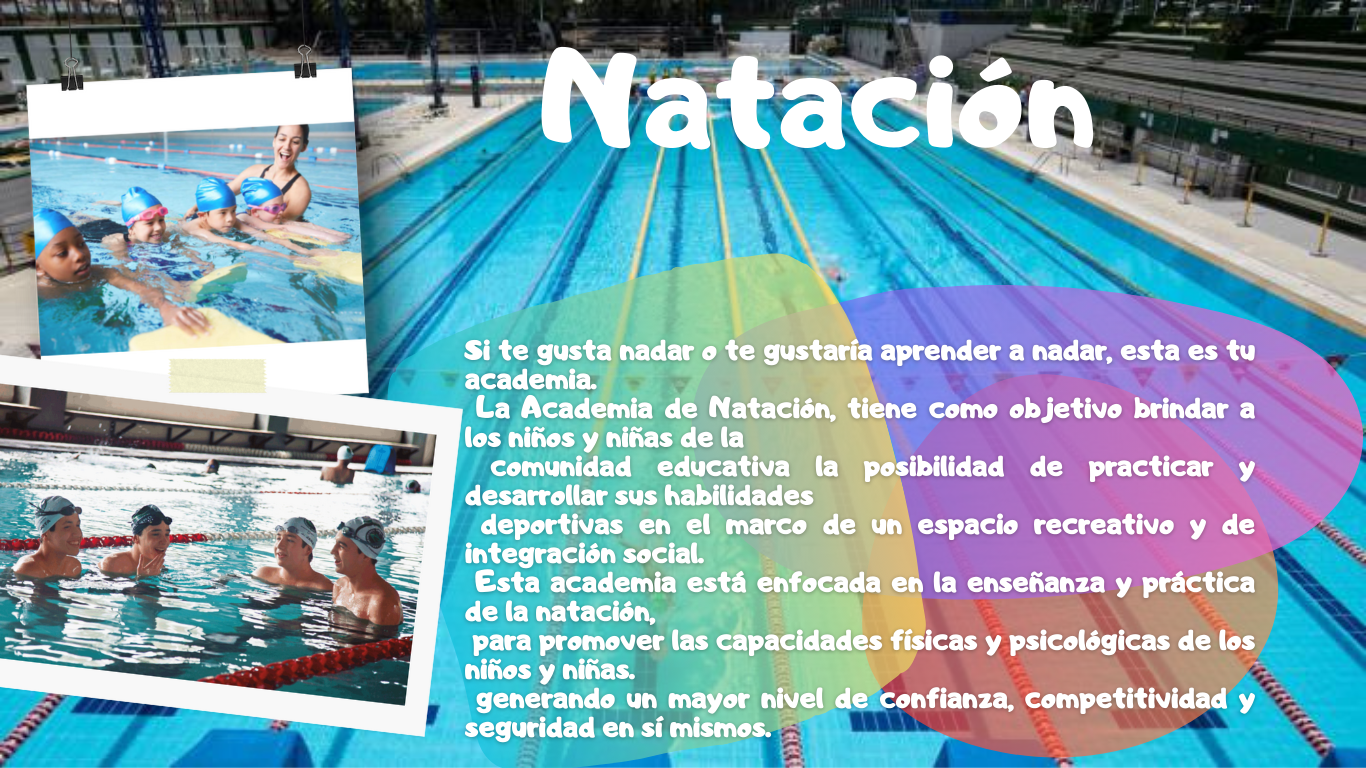 Natación
Si te gusta nadar o te gustaría aprender a nadar, esta es tu
academia.
La Academia de Natación, tiene como objetivo brindar a
los niños y niñas de la
comunidad educativa la posibilidad de practicar y
desarrollar sus habilidades
deportivas en el marco de un espacio recreativo y de
integración social.
Esta academia está enfocada en la enseñanza y práctica
de la natación,
para promover las capacidades físicas y psicológicas de los
niños y niñas.
generando un mayor nivel de confianza, competitividad y
seguridad en sí mismos.